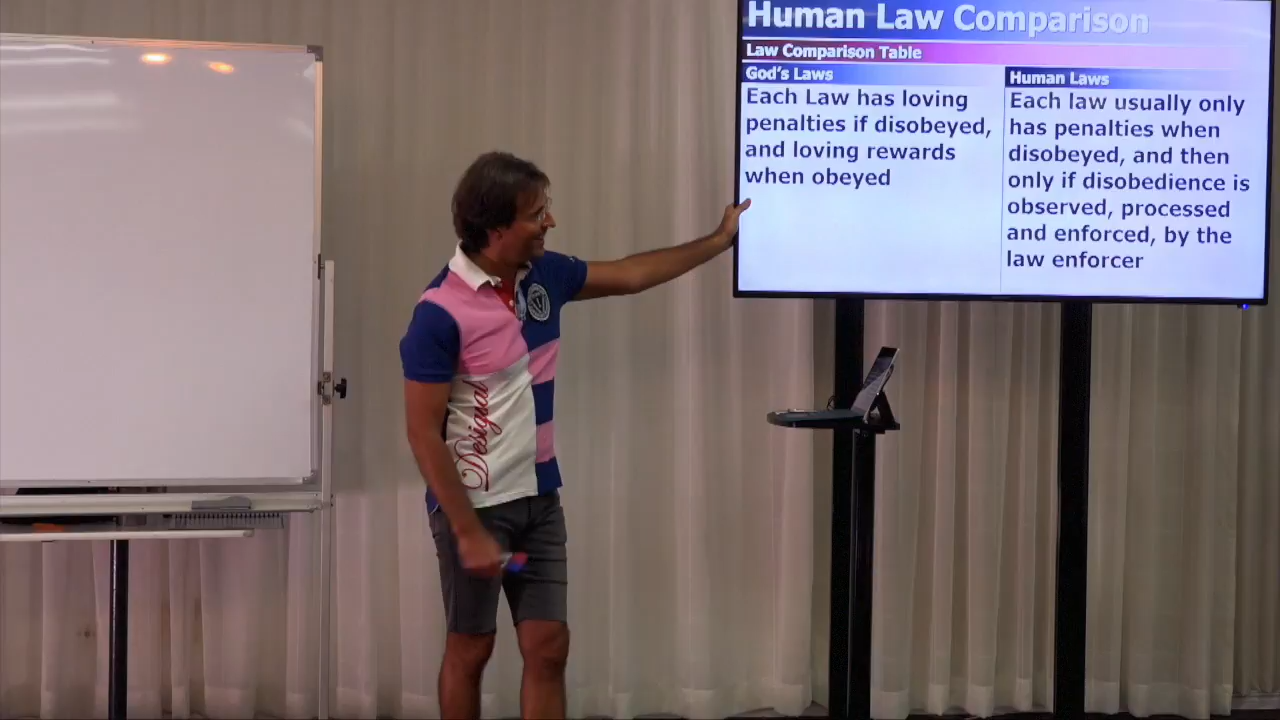 Human Law Comparison
Law Comparison Table
God's Laws
Each Law has loving
penalties if disobeyed,
and loving rewards
when obeyed
Human Laws
Each law usually only
has penalties when
disobeyed, and then
only if disobedience is
observed, processed
and enforced, by the
law enforcer
Desigual